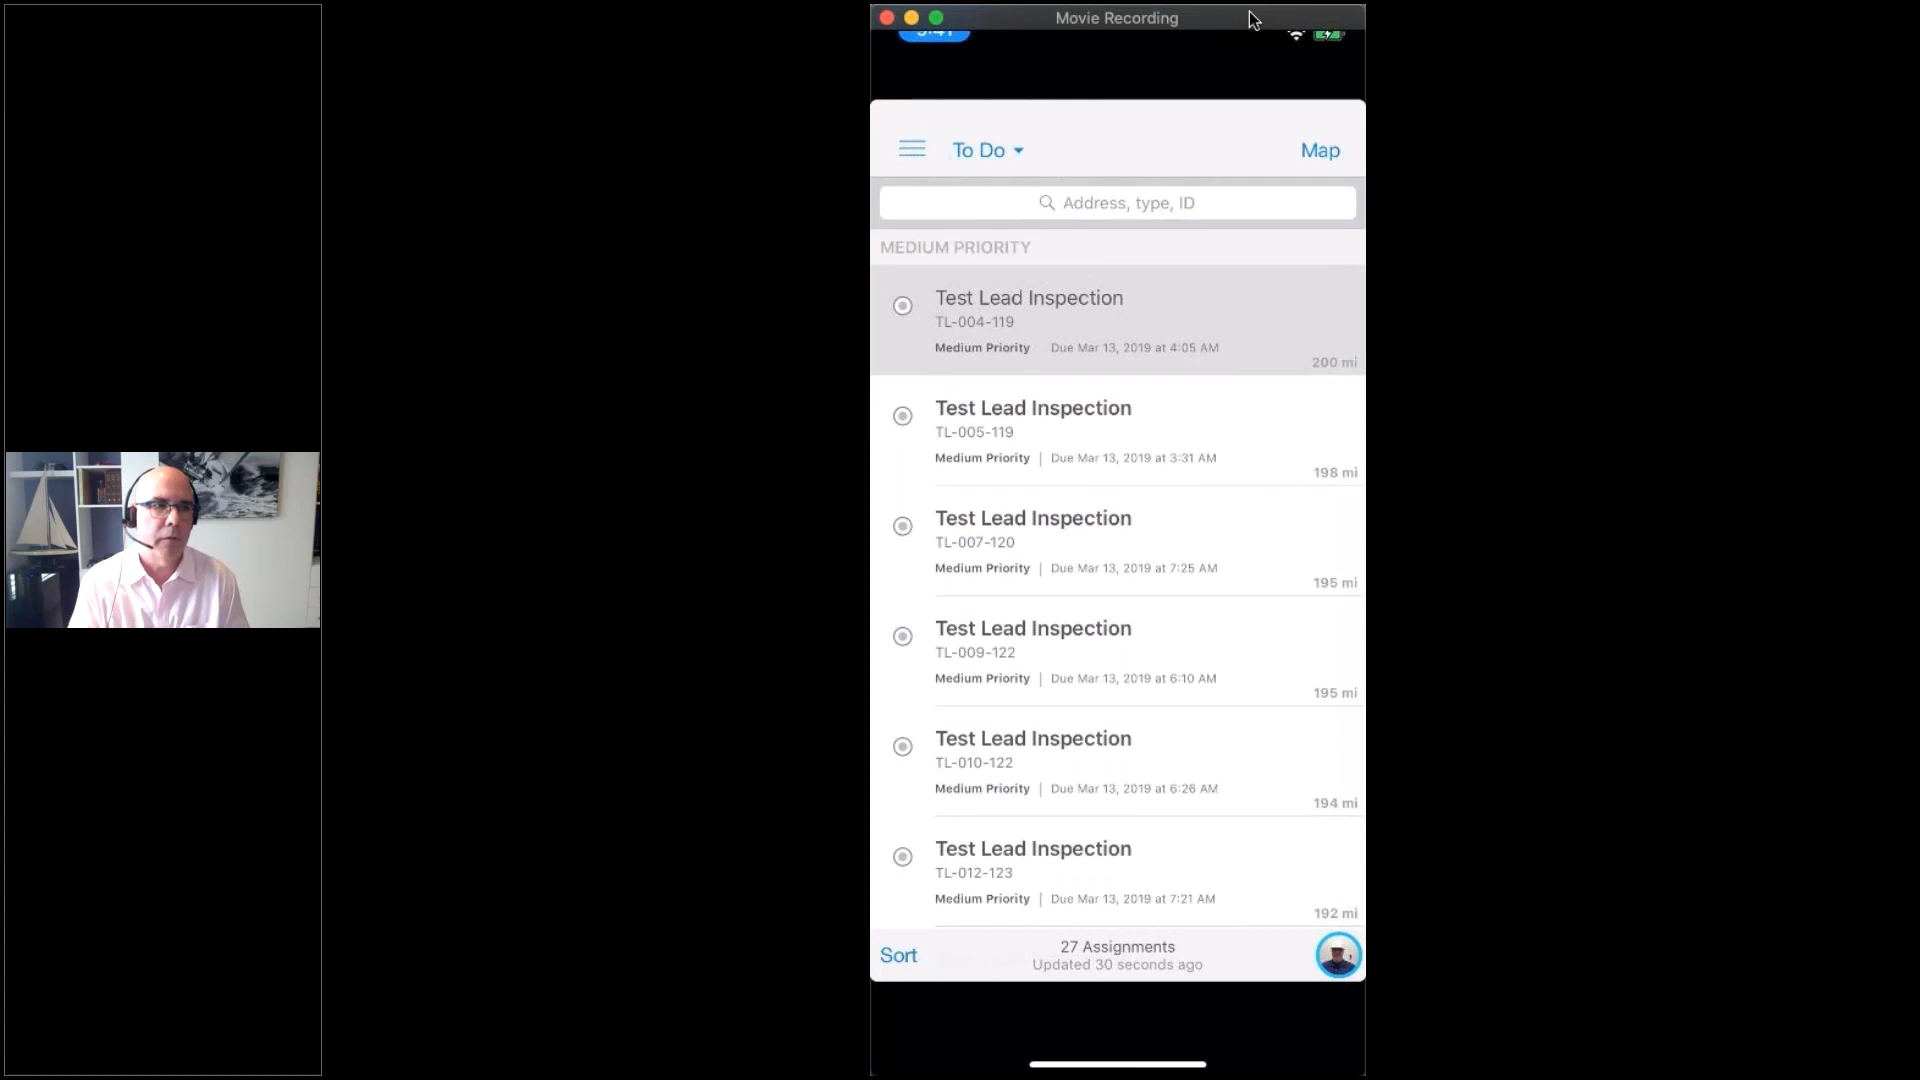 Movie Recording
9:41
To Do
Map
Address, type, ID
MEDIUM PRIORITY
Test Lead Inspection
TL-004-119
Medium Priority Due Mar 13, 2019 at 4:05 AM
200 mi
Test Lead Inspection
TL-005-119
Medium Priority | Due Mar 13, 2019 at 3:31 AM
198 mi
Test Lead Inspection
TL-007-120
Medium Priority | Due Mar 13, 2019 at 7:25 AM
195 mi
Test Lead Inspection
TL-009-122
Medium Priority | Due Mar 13, 2019 at 6:10 AM
195 mi
Test Lead Inspection
TL-010-122
Medium Priority | Due Mar 13, 2019 at 6:26 AM
194 mi
Test Lead Inspection
TL-012-123
Medium Priority | Due Mar 13, 2019 at 7:21 AM
192 mi
Sort
27 Assignments
Updated 30 seconds ago